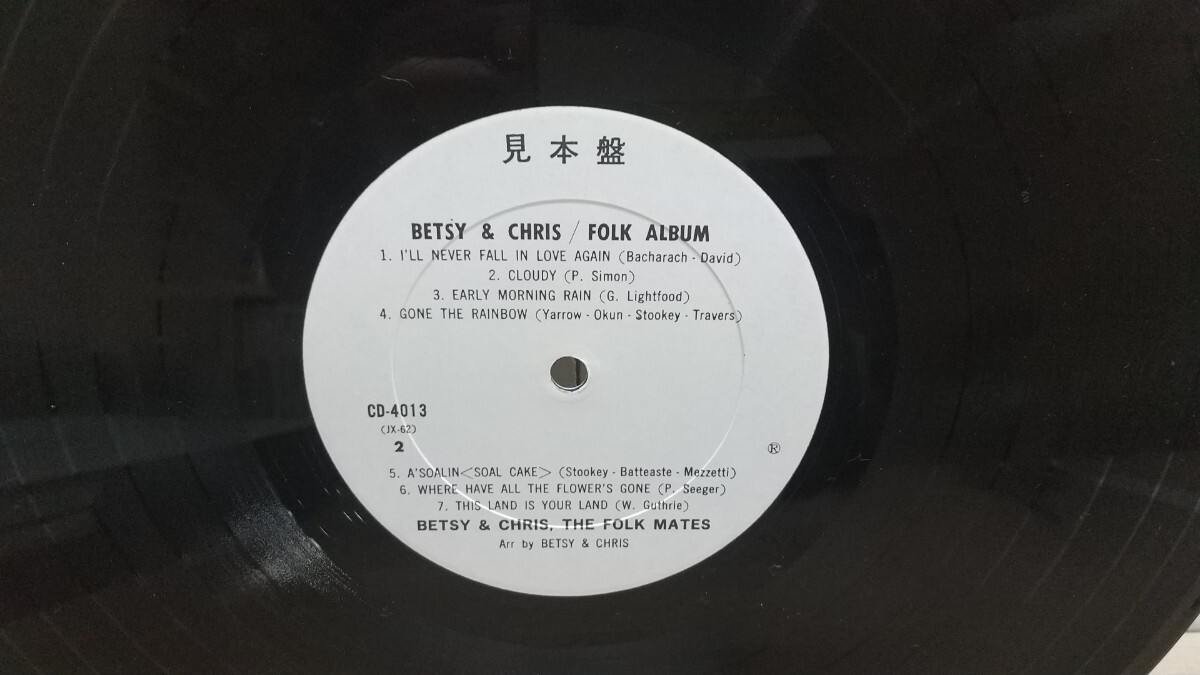 見本盤
BETSY & CHRIS / FOLK ALBUM
1. I'LL NEVER FALL IN LOVE AGAIN (Bacharach - David)
2. CLOUDY (P. Simon)
3. EARLY MORNING RAIN (G. Lightfood)
4. GONE THE RAINBOW (Yarrow - Okun - Stookey - Travers)
CD-4013
(JX-62)
2
Ⓡ
5. A'SOALIN<SOAL CAKE> (Stookey - Batteaste - Mezzetti)
6. WHERE HAVE ALL THE FLOWER'S GONE (P. Seeger)
7. THIS LAND IS YOUR LAND (W. Guthrie)
BETSY & CHRIS, THE FOLK MATES
Arr by BETSY & CHRIS